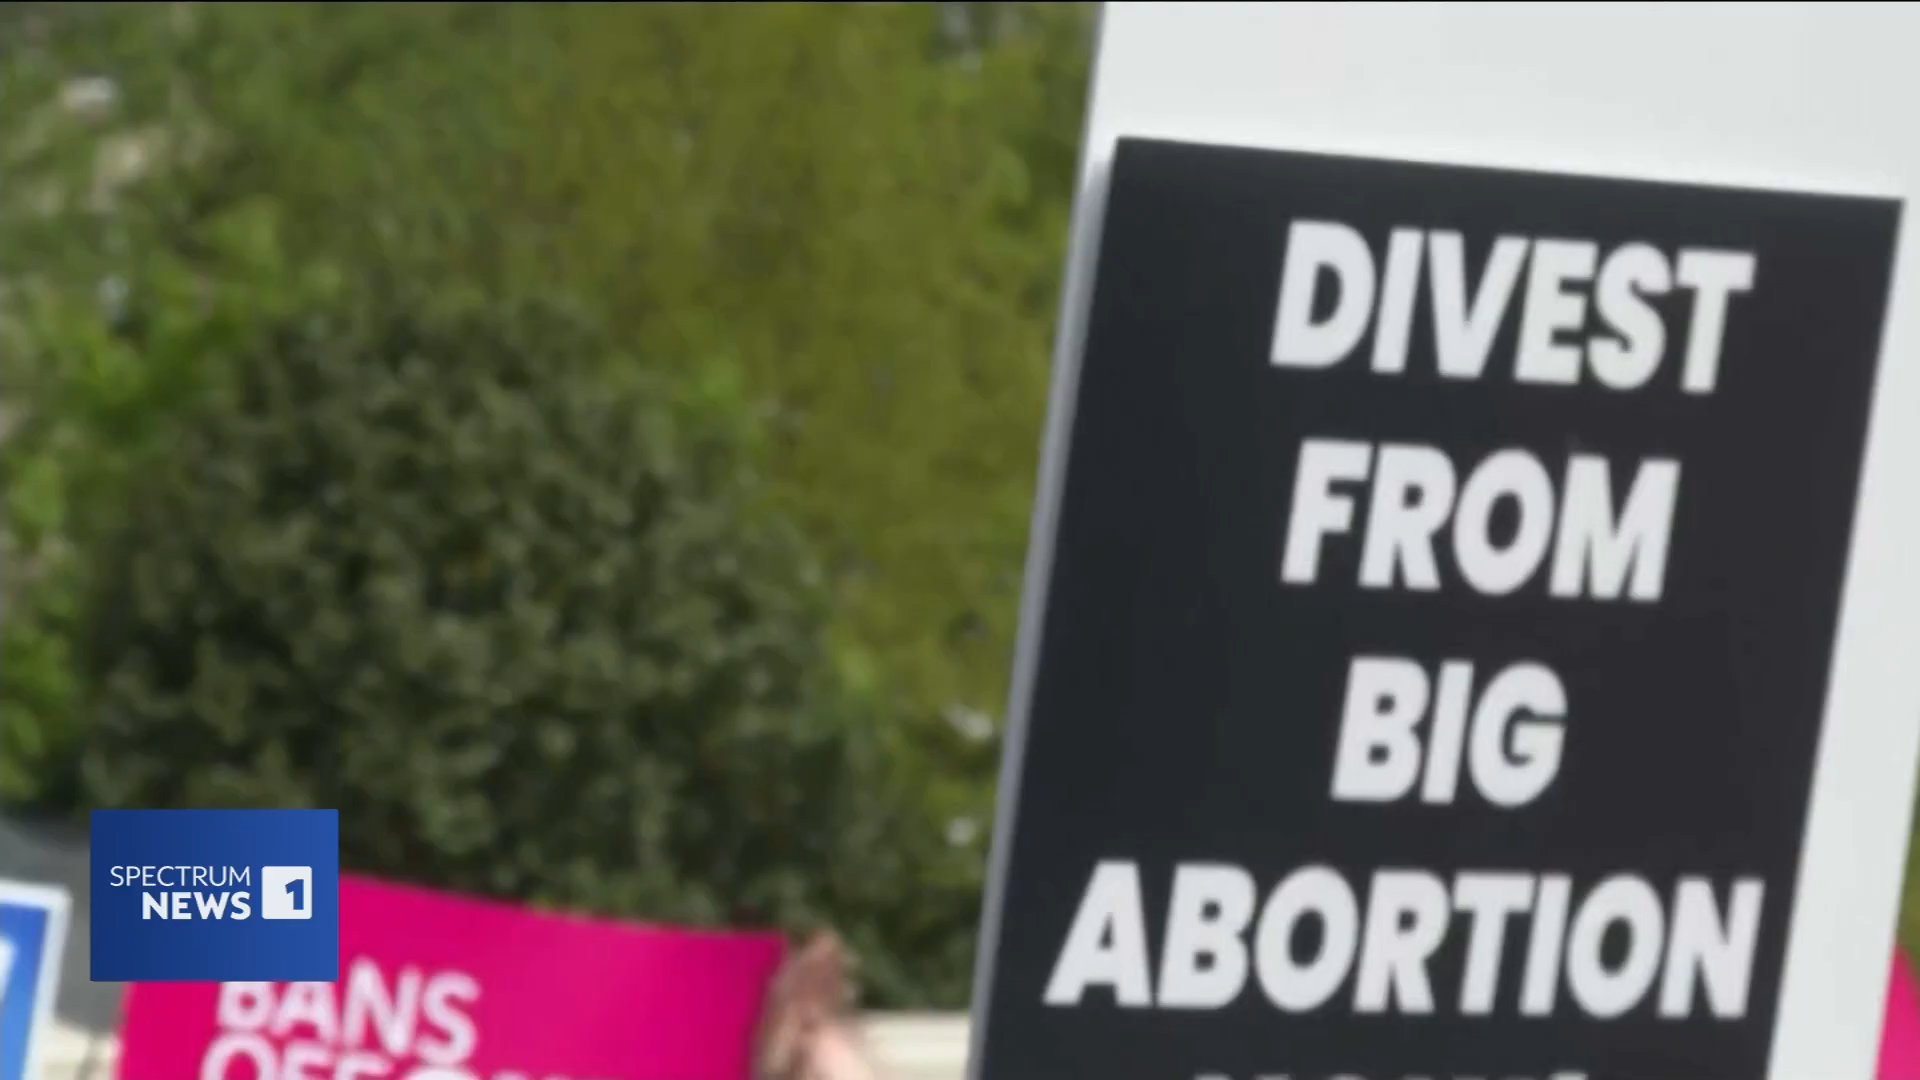 DIVEST
FROM
BIG
ABORTION
SPECTRUM
NEWS 1
BANS